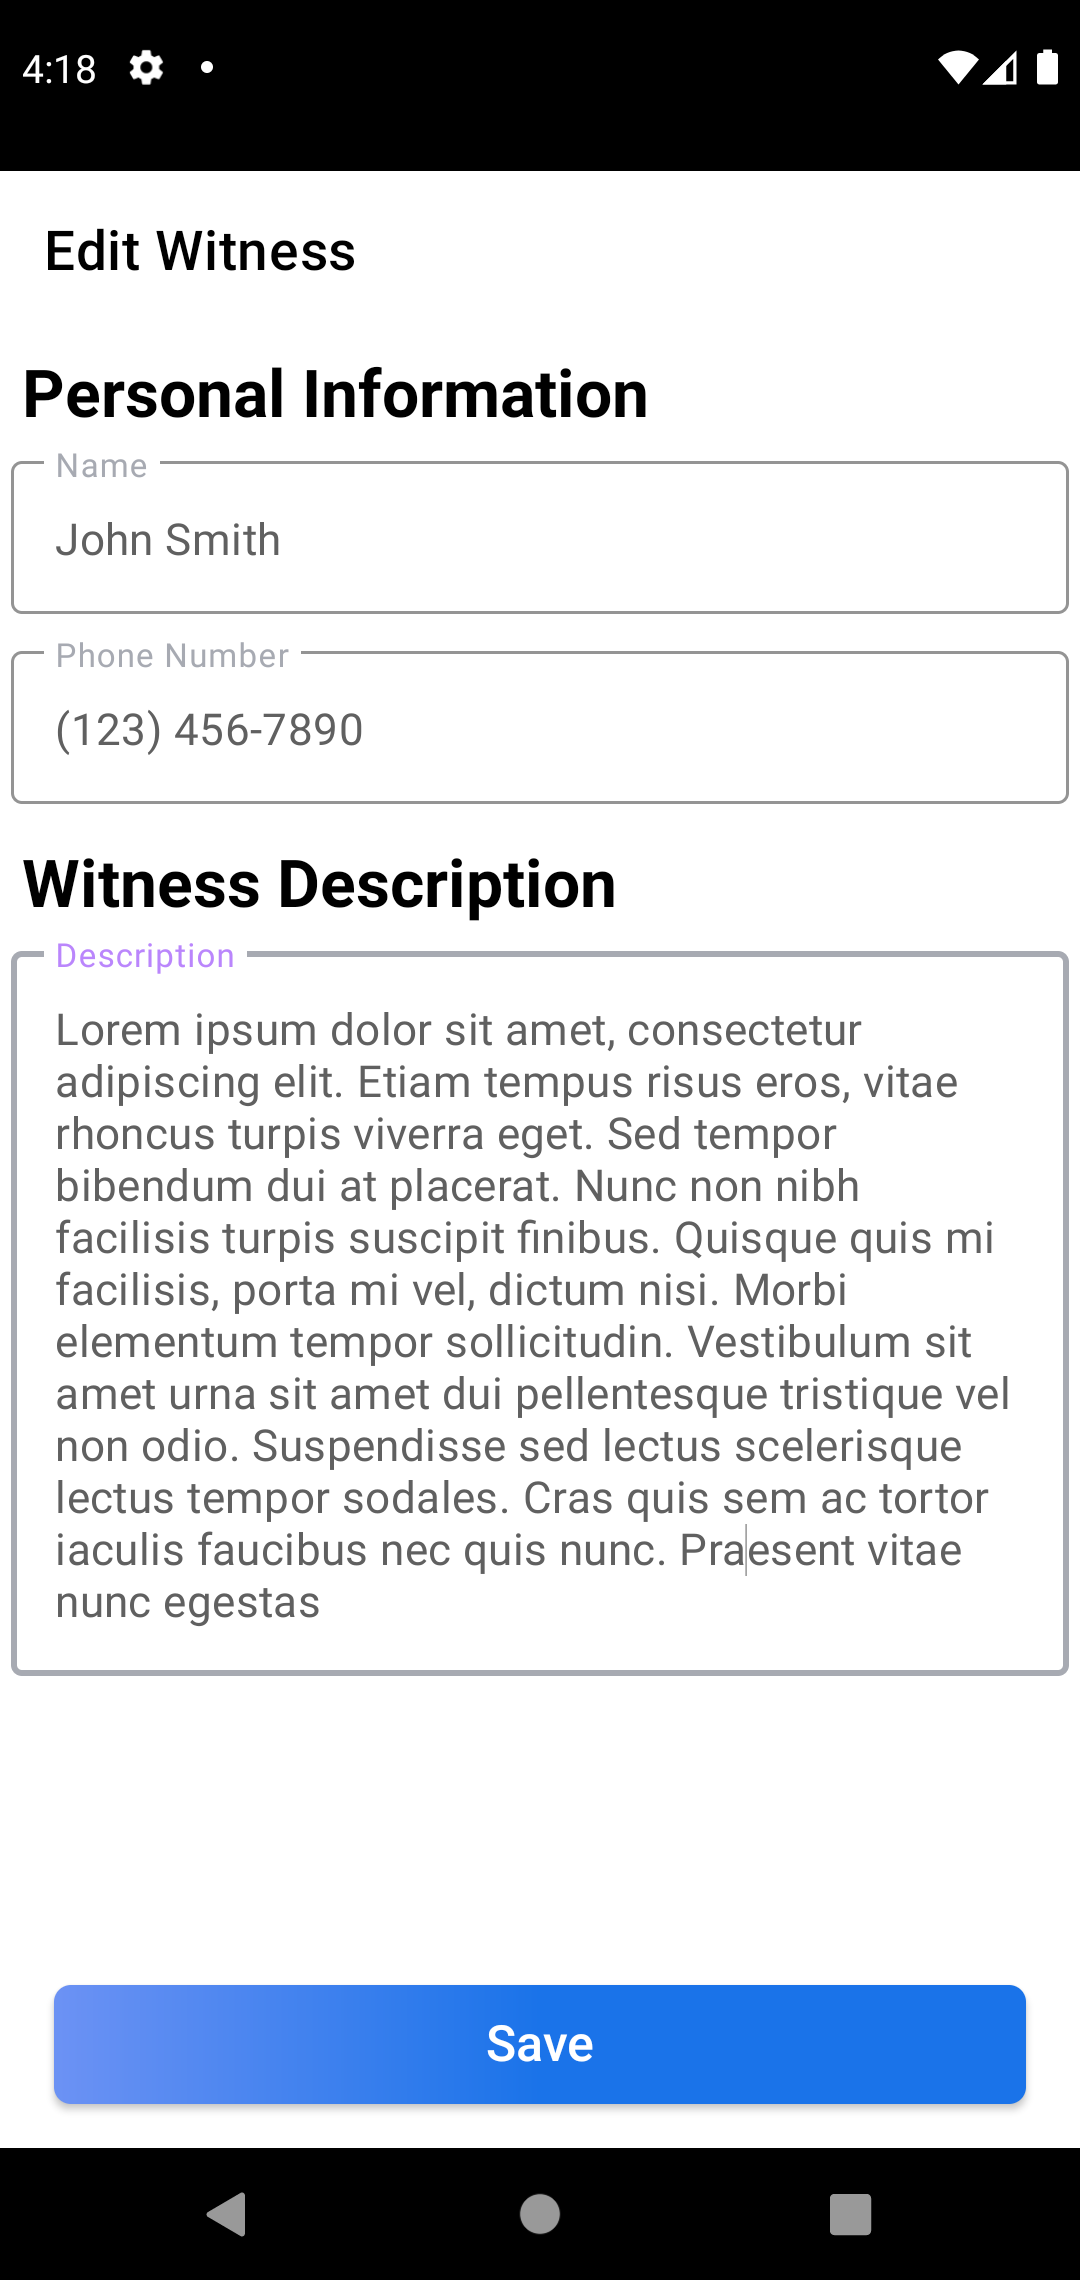 4:18
Edit Witness
Personal Information
Name
John Smith
Phone Number
(123) 456-7890
Witness Description
Description
Lorem ipsum dolor sit amet, consectetur
adipiscing elit. Etiam tempus risus eros, vitae
rhoncus turpis viverra eget. Sed tempor
bibendum dui at placerat. Nunc non nibh
facilisis turpis suscipit finibus. Quisque quis mi
facilisis, porta mi vel, dictum nisi. Morbi
elementum tempor sollicitudin. Vestibulum sit
amet urna sit amet dui pellentesque tristique vel
non odio. Suspendisse sed lectus scelerisque
lectus tempor sodales. Cras quis sem ac tortor
iaculis faucibus nec quis nunc. Praesent vitae
nunc egestas
Save